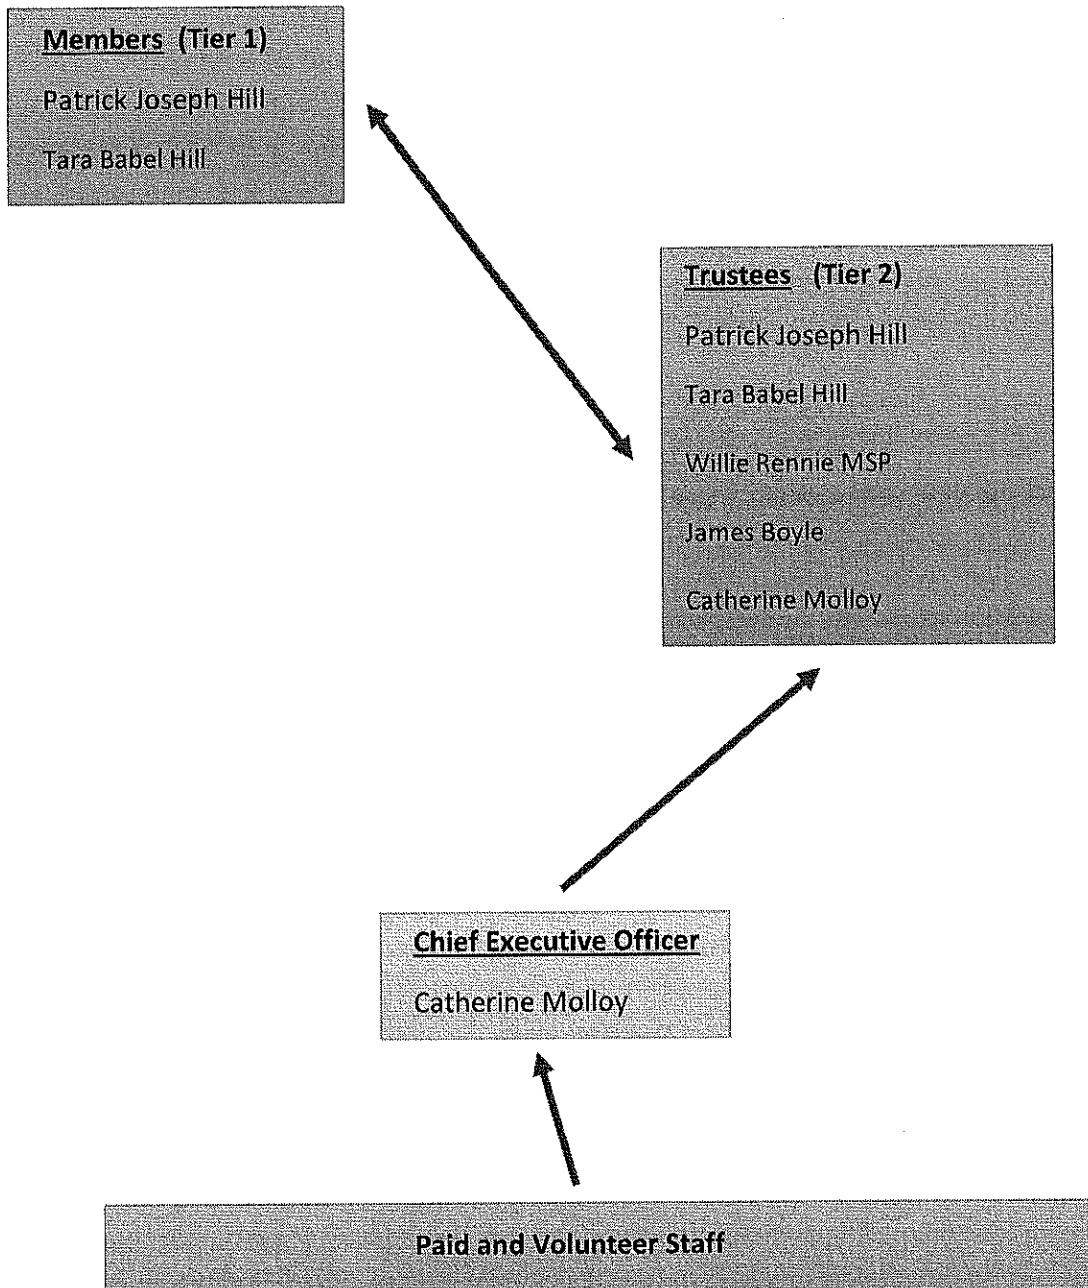 Members (Tier 1)
Patrick Joseph Hill
Tara Babel Hill
Trustees (Tier 2)
Patrick Joseph Hill
Tara Babel Hill
Willie Rennie MSP
James Boyle
Catherine Molloy
Chief Executive Officer
Catherine Molloy
Paid and Volunteer Staff